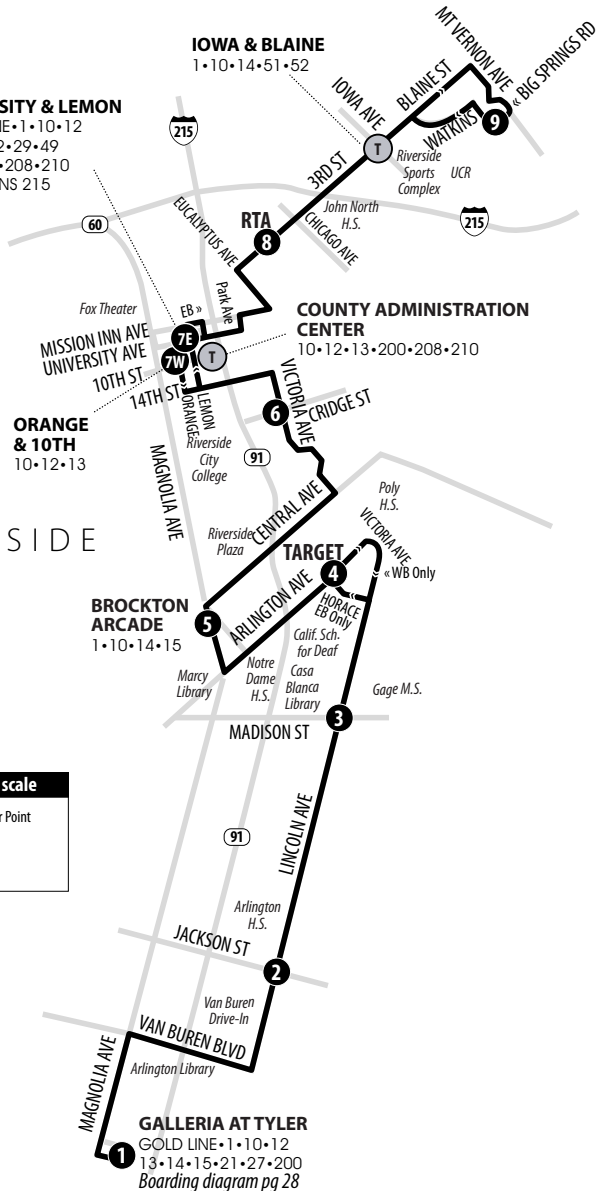 MT VERNON AVE
« BIG SPRINGS RD
IOWA & BLAINE
1•10•14•51•52
IOWA AVE
BLAINE ST
WATKINS
9
SITY & LEMON
E•1•10•12
2•29•49
208•210
NS 215
215
T
Riverside
Sports
Complex
UCR
3RD ST
John North
H.S.
215
60
EUCALYPTUS AVE
RTA
8
CHICAGO AVE
Fox Theater
EB »
Park Ave
COUNTY ADMINISTRATION
CENTER
10•12•13•200•208•210
MISSION INN AVE
UNIVERSITY AVE
10TH ST
14TH ST
7E
7W
T
ORANGE
LEMON
VICTORIA AVE
6
CRIDGE ST
ORANGE
& 10TH
10•12•13
Riverside
City
College
91
MAGNOLIA AVE
CENTRAL AVE
Poly
H.S.
SIDE
Riverside
Plaza
TARGET
4
VICTORIA AVE
« WB Only
ARLINGTON AVE
HORACE
EB Only
BROCKTON
ARCADE
1•10•14•15
5
Calif. Sch.
for Deaf
Marcy
Library
Notre
Dame
H.S.
Casa
Blanca
Library
Gage M.S.
3
MADISON ST
scale
r Point
91
LINCOLN AVE
Arlington
H.S.
JACKSON ST
2
Van Buren
Drive-In
VAN BUREN BLVD
MAGNOLIA AVE
Arlington Library
1
GALLERIA AT TYLER
GOLD LINE•1•10•12
13•14•15•21•27•200
Boarding diagram pg 28